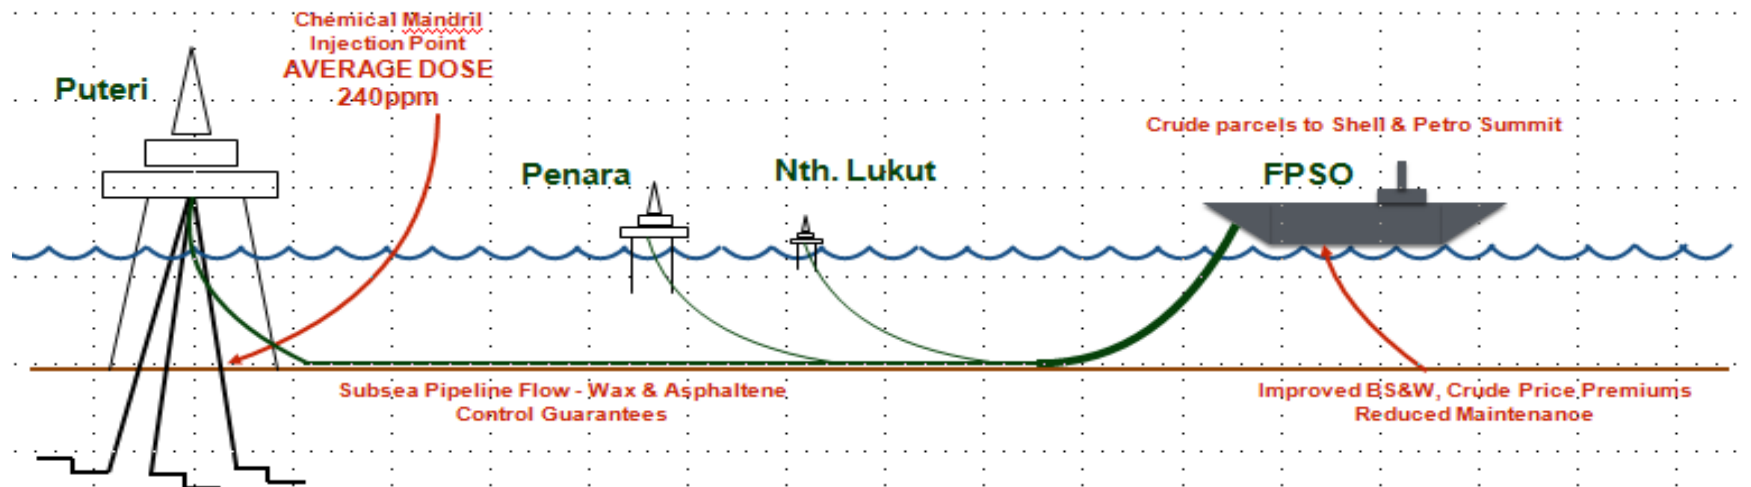 Chemical Mandril
Injection Point
AVERAGE DOSE
240ppm
Puteri
Crude parcels to Shell & Petro Summit
Penara
Nth. Lukut
FPSO
Subsea Pipeline Flow - Wax & Asphaltene
Control Guarantees
Improved BS&W, Crude Price Premiums
Reduced Maintenance